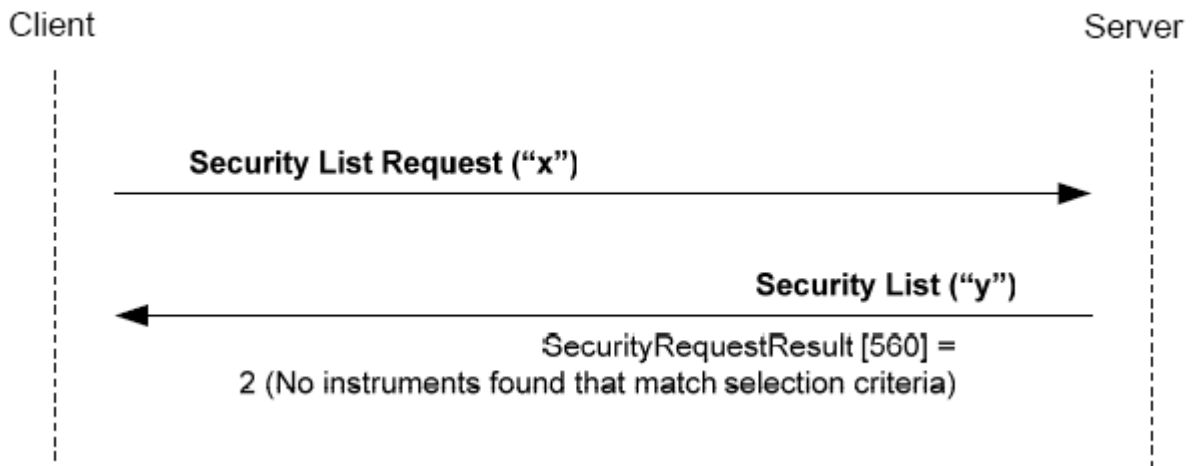 Client
Server
Security List Request (“x”)
Security List (“y”)
SecurityRequestResult [560] =
2 (No instruments found that match selection criteria)